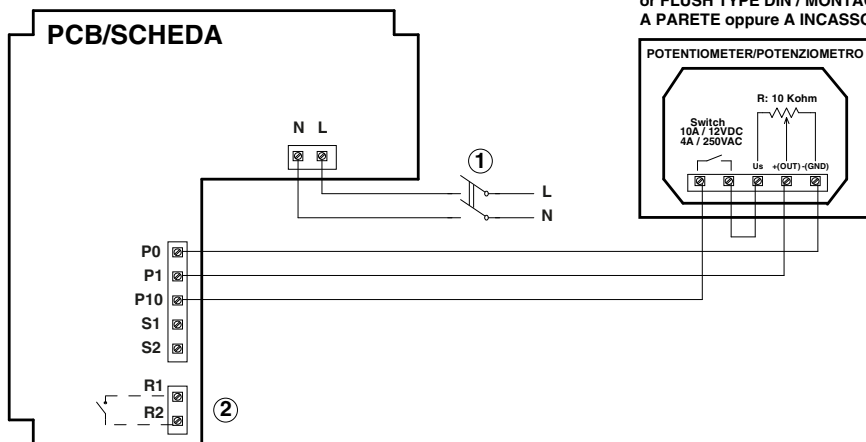 or FLUSH TYPE DIN / MONTAG
A PARETE oppure A INCASSO
PCB/SCHEDA
POTENTIOMETER/POTENZIOMETRO
R: 10 Kohm
Switch
10A / 12VDC
4A / 250VAC
Us +(OUT) -(GND)
N L
1
L
N
P0
P1
P10
S1
S2
R1
R2
2